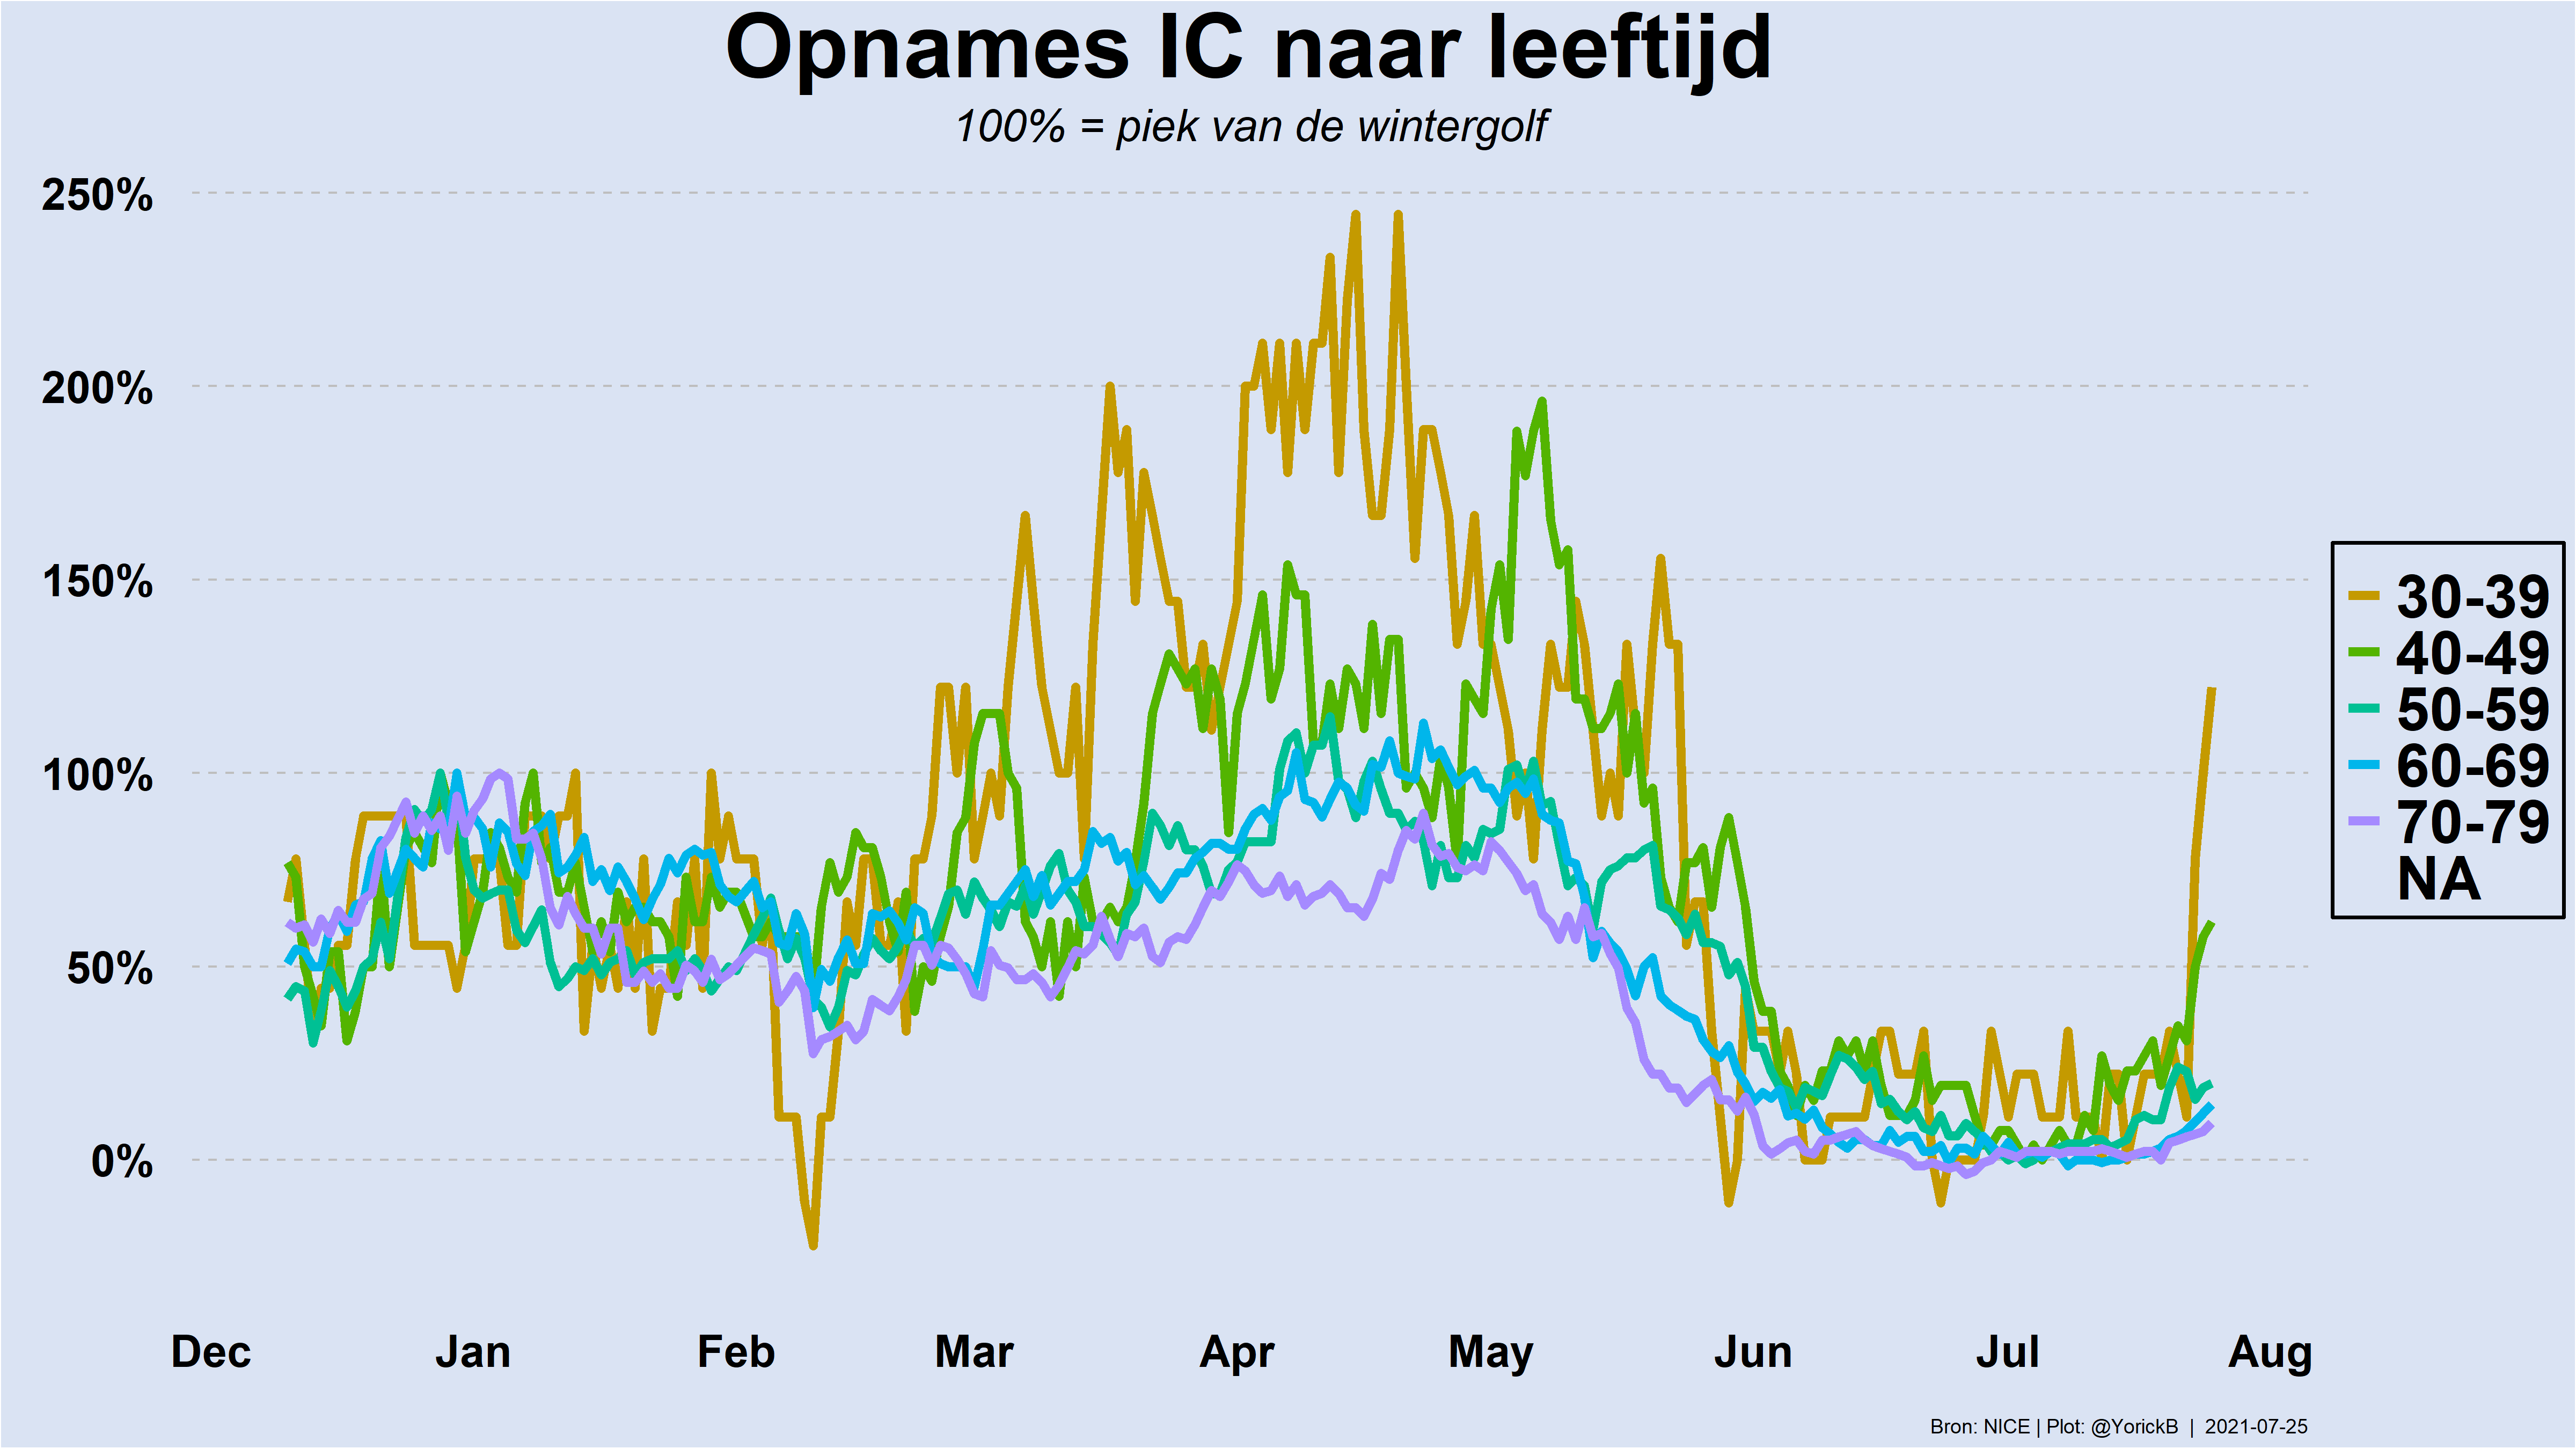 Opnames IC naar leeftijd
100% = piek van de wintergolf
250%
200%
150%
100%
50%
0%
30-39
40-49
50-59
60-69
70-79
NA
Dec Jan Feb Mar Apr May Jun Jul Aug
Bron: NICE | Plot: @YorickB | 2021-07-25